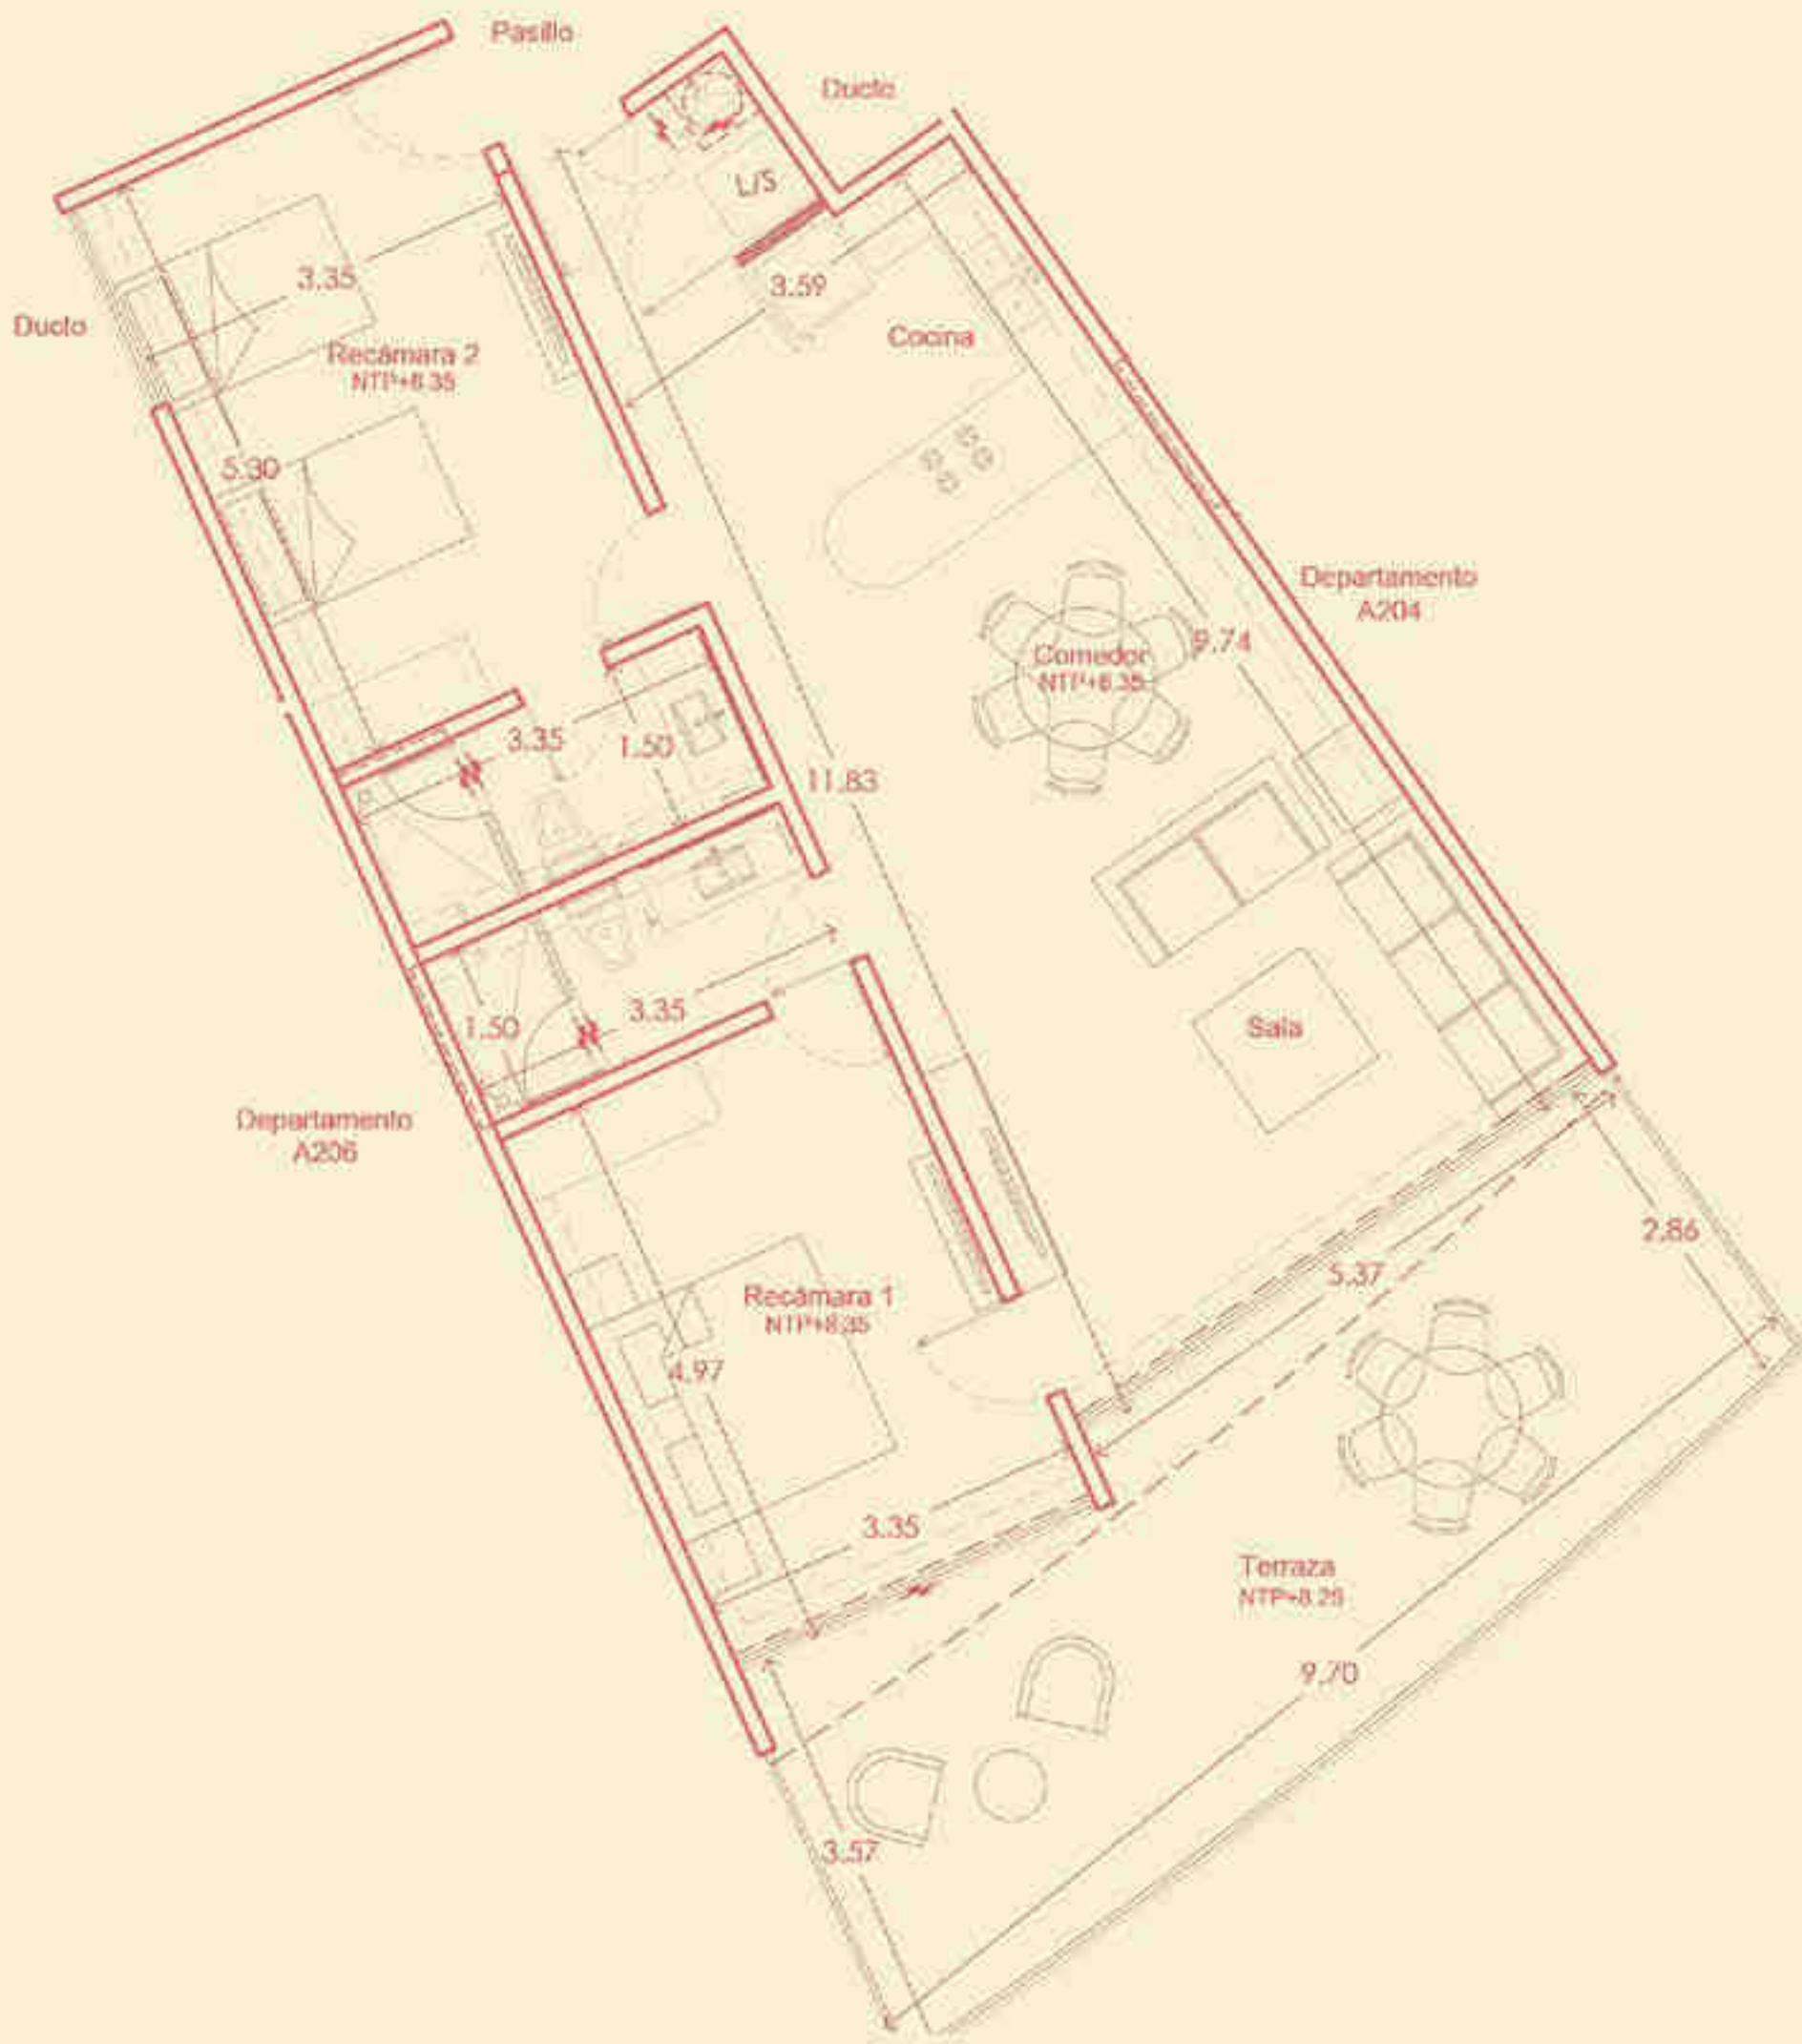 Pasillo
Ducto
L/S
3.35
3.59
Ducto
Cocina
Recámara 2
NTP+8.35
5.30
Departamento
A204
Comedor
NTP+8.35
9.74
3.35
1.50
11.83
1.50
3.35
Sala
Departamento
A206
2.86
5.37
Recámara 1
NTP+8.35
4.97
3.35
Terraza
NTP+8.25
9.70
3.57